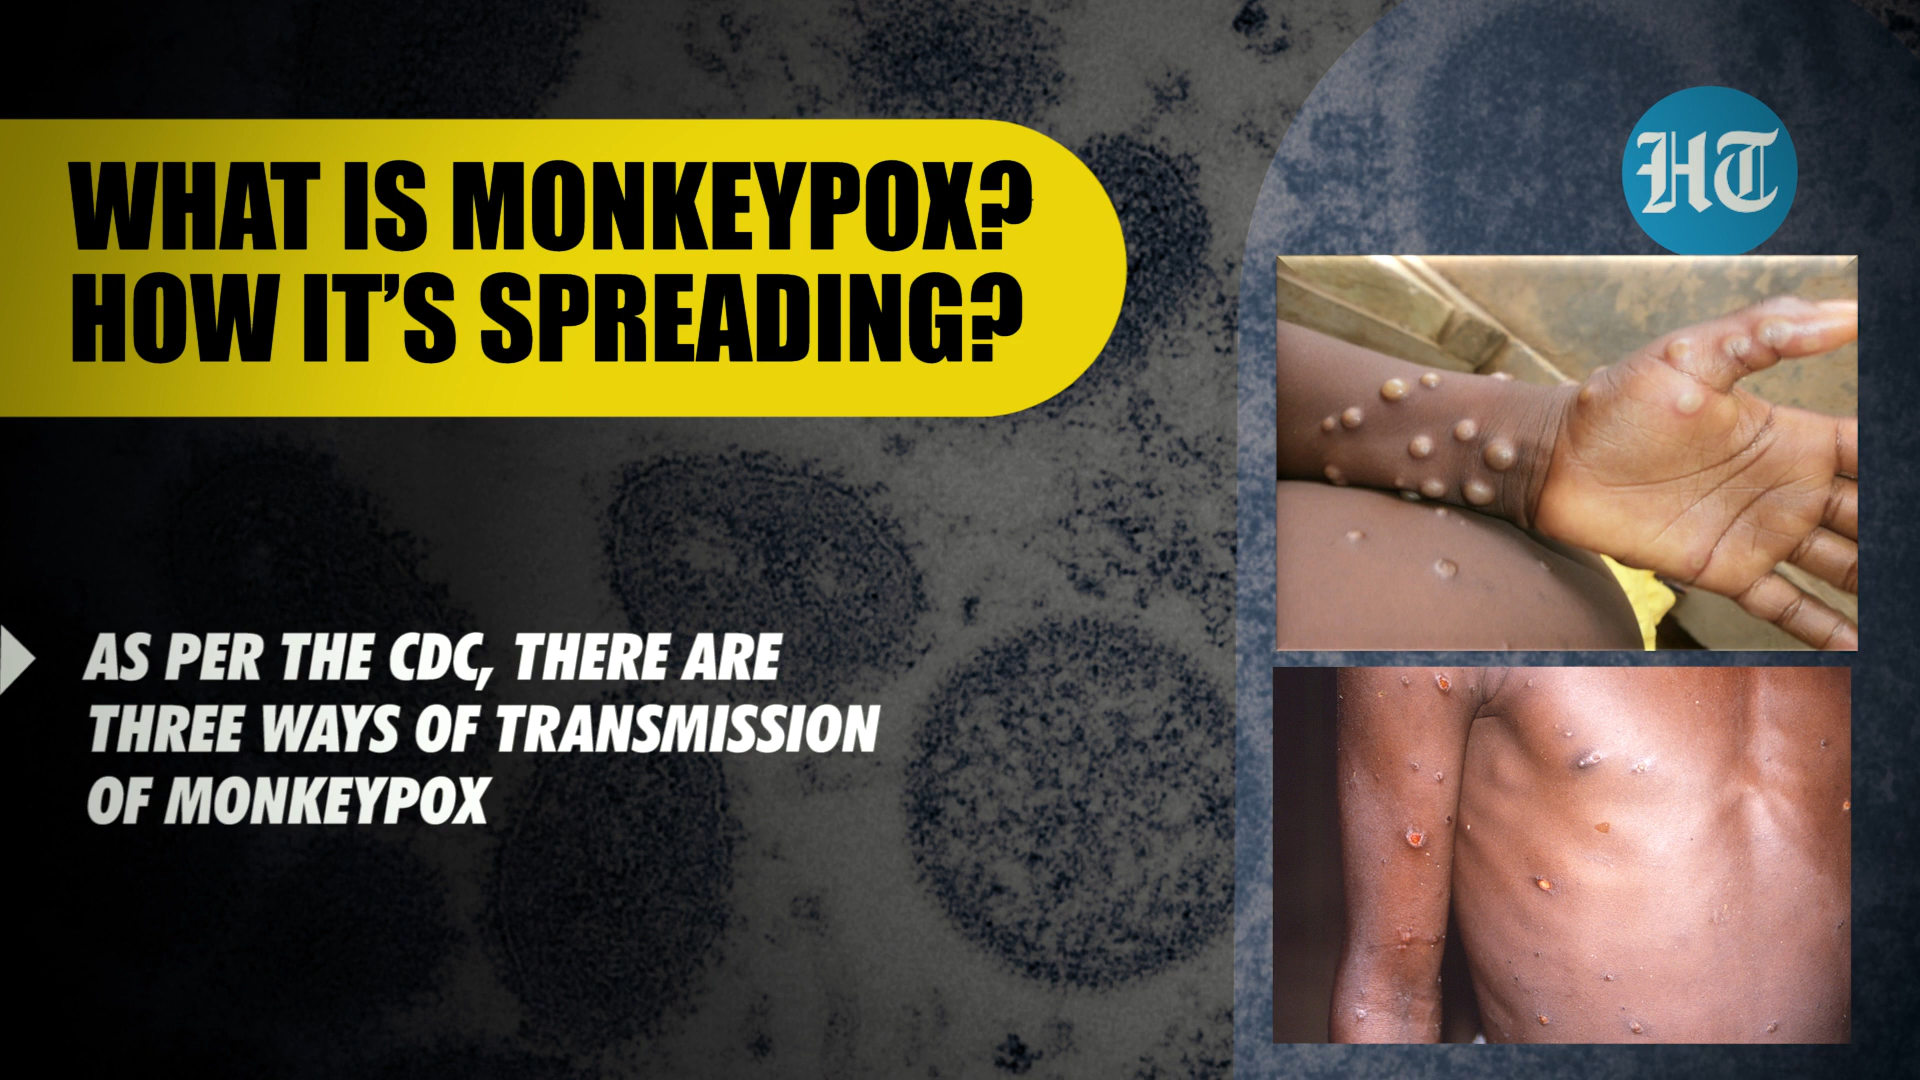 WHAT IS MONKEYPOX?
HOW IT'S SPREADING?
HT
AS PER THE CDC, THERE ARE
THREE WAYS OF TRANSMISSION
OF MONKEYPOX